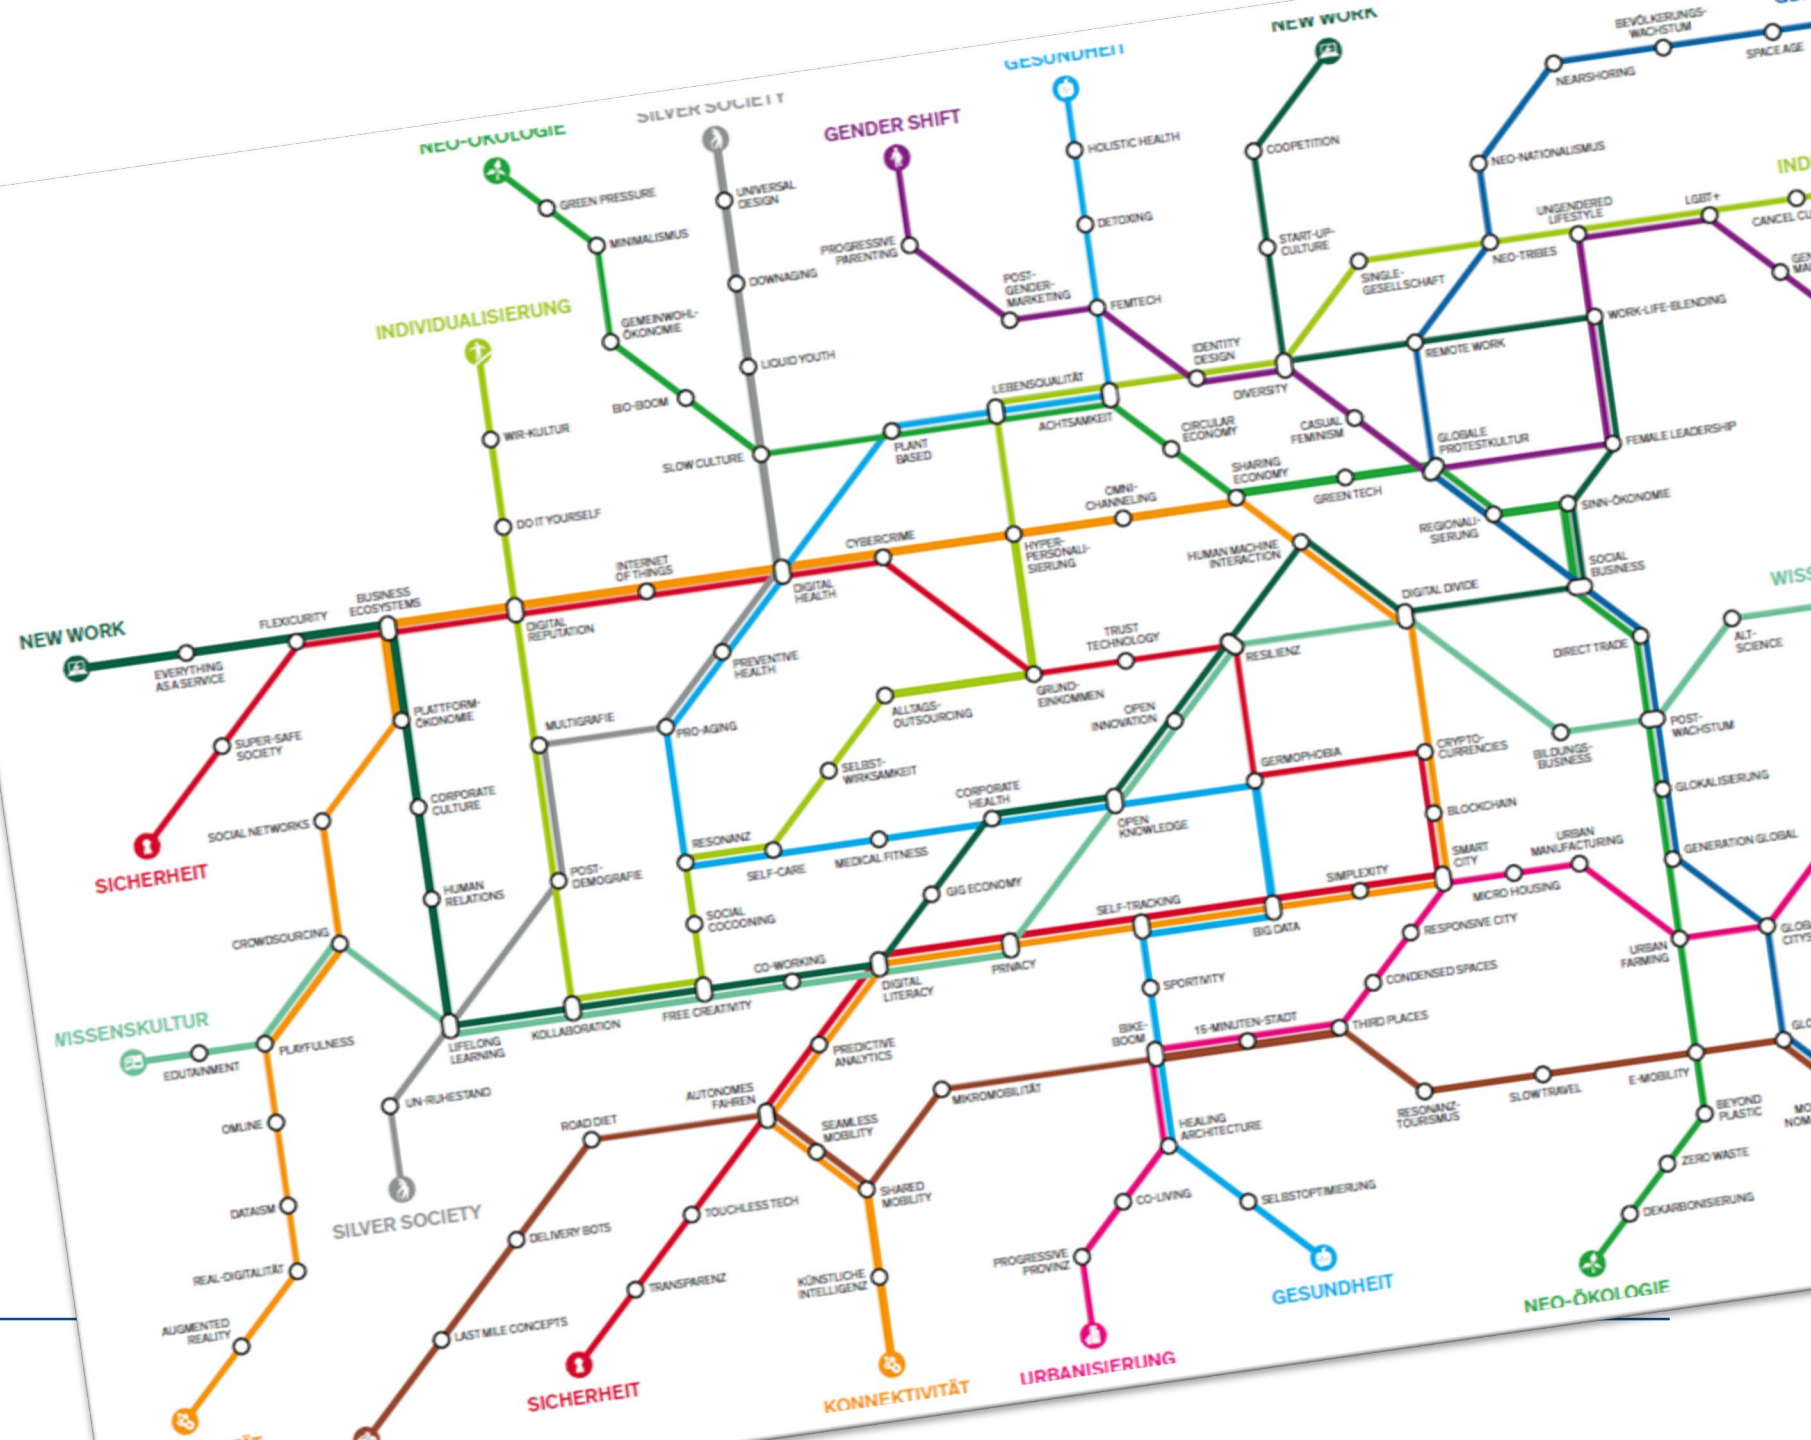 NEW WORK
BEVÖLKERUNGS-
WACHSTUM
SPACE AGE
NEARSHORING
GESUNDHEIT
SILVER SOCIETY
GENDER SHIFT
NEO-ÖKOLOGIE
HOLISTIC HEALTH
COOPETITION
NEO-NATIONALISMUS
IND
GREEN PRESSURE
UNIVERSAL
DESIGN
DETOXING
UNGENDERED
LIFESTYLE
LGBT+
CANCEL CU
MINIMALISMUS
PROGRESSIVE
PARENTING
START-UP-
CULTURE
NEO-TRIBES
SINGLE-
GESELLSCHAFT
DOWNAGING
POST-
GENDER-
MARKETING
FEMTECH
WORK-LIFE-BLENDING
INDIVIDUALISIERUNG
GEMEINWOHL-
ÖKONOMIE
LIQUID YOUTH
IDENTITY
DESIGN
REMOTE WORK
LEBENSQUALITÄT
DIVERSITY
BIO-BOOM
ACHTSAMKEIT
CIRCULAR
ECONOMY
CASUAL
FEMINISM
GLOBALE
PROTESTKULTUR
FEMALE LEADERSHIP
WIR-KULTUR
SLOW CULTURE
PLANT
BASED
SHARING
ECONOMY
GREEN TECH
OMNI-
CHANNELING
SINN-ÖKONOMIE
DO IT YOURSELF
CYBERCRIME
HYPER-
PERSONALI-
SIERUNG
HUMAN MACHINE
INTERACTION
REGIONALI-
SIERUNG
SOCIAL
BUSINESS
INTERNET
OF THINGS
DIGITAL
HEALTH
DIGITAL DIVIDE
WISS
BUSINESS
ECOSYSTEMS
FLEXICURITY
NEW WORK
DIGITAL
REPUTATION
TRUST
TECHNOLOGY
RESILIENZ
DIRECT TRADE
ALT-
SCIENCE
EVERYTHING
AS A SERVICE
PREVENTIVE
HEALTH
GRUND-
EINKOMMEN
PLATTFORM-
ÖKONOMIE
MULTIGRAFIE
PRO-AGING
ALLTAGS-
OUTSOURCING
OPEN
INNOVATION
POST-
WACHSTUM
BILDUNGS-
BUSINESS
SUPER-SAFE
SOCIETY
SELBST-
WIRKSAMKEIT
GERMOPHOBIA
CRYPTO-
CURRENCIES
GLOKALISIERUNG
CORPORATE
CULTURE
CORPORATE
HEALTH
OPEN
KNOWLEDGE
BLOCKCHAIN
SOCIAL NETWORKS
RESONANZ
SELF-CARE
MEDICAL FITNESS
SMART
CITY
URBAN
MANUFACTURING
GENERATION GLOBAL
SICHERHEIT
HUMAN
RELATIONS
POST-
DEMOGRAFIE
GIG ECONOMY
SIMPLEXITY
MICRO HOUSING
SELF-TRACKING
BIG DATA
RESPONSIVE CITY
SOCIAL
COCOONING
CROWDSOURCING
CO-WORKING
PRIVACY
URBAN
FARMING
GLOB
CITYS
DIGITAL
LITERACY
SPORTIVITY
CONDENSED SPACES
WISSENSKULTUR
EDUTAINMENT
PLAYFULNESS
LIFELONG
LEARNING
KOLLABORATION
FREE CREATIVITY
PREDICTIVE
ANALYTICS
BIKE-
BOOM
15-MINUTEN-STADT
THIRD PLACES
GLO
UN-RUHESTAND
AUTONOMES
FAHREN
MIKROMOBILITÄT
RESONANZ-
TOURISMUS
SLOW TRAVEL
E-MOBILITY
OMLINE
ROAD DIET
SEAMLESS
MOBILITY
HEALING
ARCHITECTURE
BEYOND
PLASTIC
MO
NOM
DATAISM
SILVER SOCIETY
SHARED
MOBILITY
CO-LIVING
SELBSTOPTIMIERUNG
ZERO WASTE
DEKARBONISIERUNG
TOUCHLESS TECH
DELIVERY BOTS
REAL-DIGITALITÄT
KÜNSTLICHE
INTELLIGENZ
PROGRESSIVE
PROVINZ
GESUNDHEIT
NEO-ÖKOLOGIE
TRANSPARENZ
AUGMENTED
REALITY
LAST MILE CONCEPTS
SICHERHEIT
KONNEKTIVITÄT
URBANISIERUNG